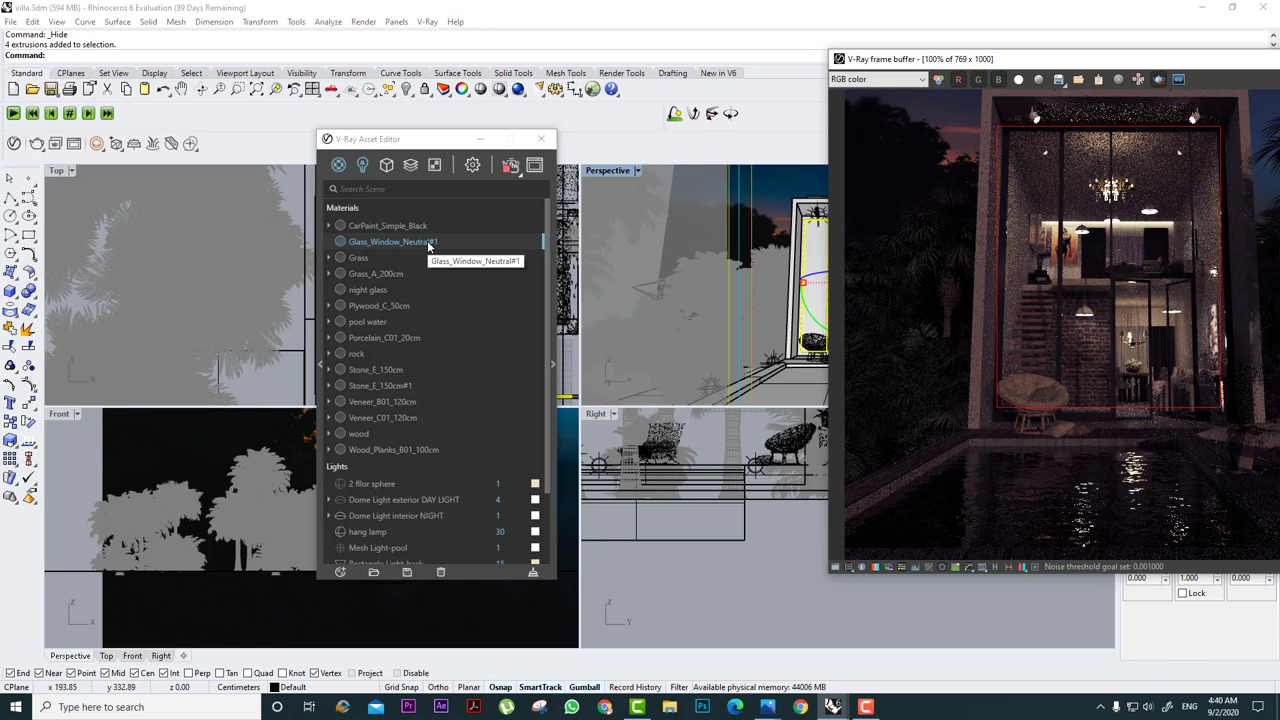 villa.3dm (594 MB) - Rhinoceros 6 Evaluation (89 Days Remaining)
File Edit View Curve Surface Solid Mesh Dimension Transform Tools Analyze Render Panels V-Ray Help
Command: _Hide
4 extrusions added to selection.
Command:
Standard CPlanes Set View Display Select Viewport Layout Visibility Transform Curve Tools Surface Tools Solid Tools Mesh Tools Render Tools Drafting New in V6
V-Ray frame buffer - [100% of 769 x 1000]
RGB color
R G B
V-Ray Asset Editor
Search Scene
Materials
CarPaint_Simple_Black
Glass_Window_Neutral#1
Glass_Window_Neutral#1
Grass
Grass_A_200cm
night glass
Plywood_C_50cm
pool water
Porcelain_C01_20cm
rock
Stone_E_150cm
Stone_E_150cm#1
Veneer_B01_120cm
Veneer_C01_120cm
wood
Wood_Planks_B01_100cm
Lights
2 fllor sphere 1
Dome Light exterior DAY LIGHT 4
Dome Light interior NIGHT 1
hang lamp 30
Mesh Light-pool 1
Top
y
x
Perspective
z
y
x
Front
z
x
Right
z
y
Noise threshold goal set: 0.001000
0.000 1.000 0.000
Lock
Perspective Top Front Right
End Near Point Mid Cen Int Perp Tan Quad Knot Vertex Project Disable
CPlane x 193.85 y 332.89 z 0.00 Centimeters Default Grid Snap Ortho Planar Osnap SmartTrack Gumball Record History Filter Available physical memory: 44006 MB
Type here to search
Pr Ae Ps
ENG
4:40 AM
9/2/2020